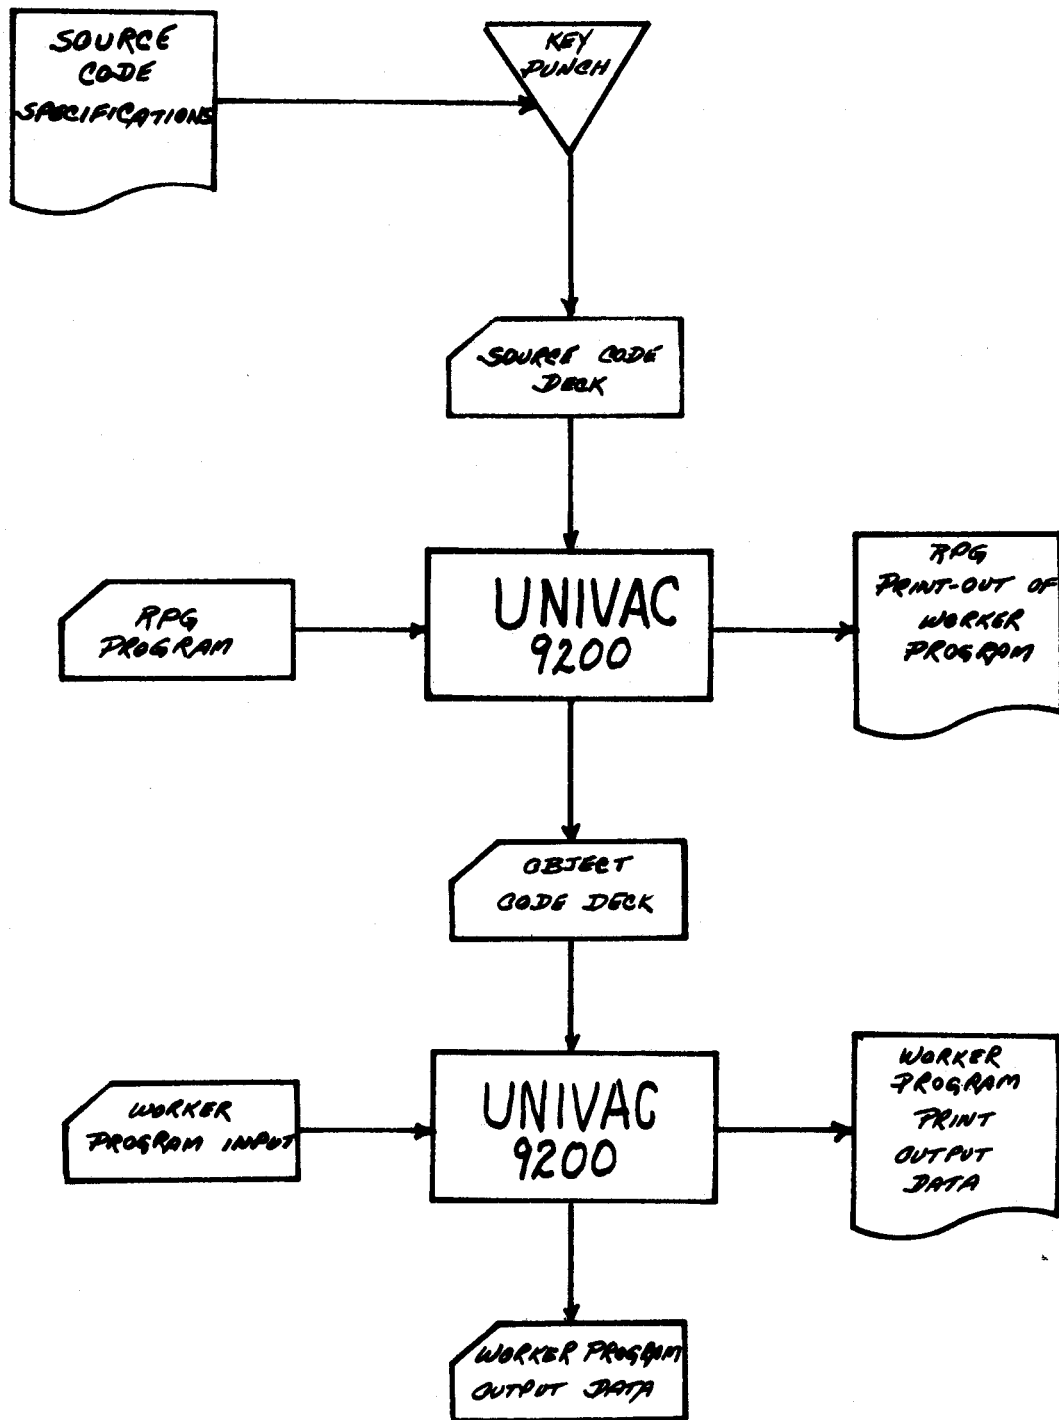 SOURCE
CODE
SPECIFICATIONS
KEY
PUNCH
SOURCE CODE
DECK
RPG
PROGRAM
UNIVAC
9200
RPG
PRINT-OUT OF
WORKER
PROGRAM
OBJECT
CODE DECK
WORKER
PROGRAM INPUT
UNIVAC
9200
WORKER
PROGRAM
PRINT
OUTPUT
DATA
WORKER PROGRAM
OUTPUT DATA